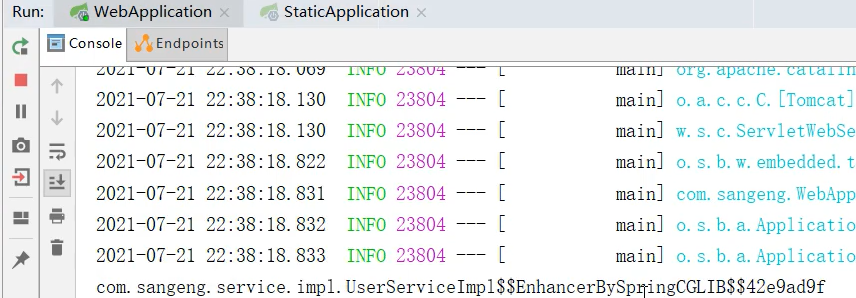 Run: WebApplication × StaticApplication ×
Console Endpoints
2021-07-21 22:38:18.069 INFO 23804 --- [ main] org.apache.catalin
2021-07-21 22:38:18.130 INFO 23804 --- [ main] o.a.c.c.C.[Tomcat]
2021-07-21 22:38:18.130 INFO 23804 --- [ main] w.s.c.ServletWebSe
2021-07-21 22:38:18.822 INFO 23804 --- [ main] o.s.b.w.embedded.t
2021-07-21 22:38:18.831 INFO 23804 --- [ main] com.sangeng.WebApp
2021-07-21 22:38:18.832 INFO 23804 --- [ main] o.s.b.a.Applicatio
2021-07-21 22:38:18.833 INFO 23804 --- [ main] o.s.b.a.Applicatio
com.sangeng.service.impl.UserServiceImpl$$EnhancerBySpringCGLIB$$42e9ad9f